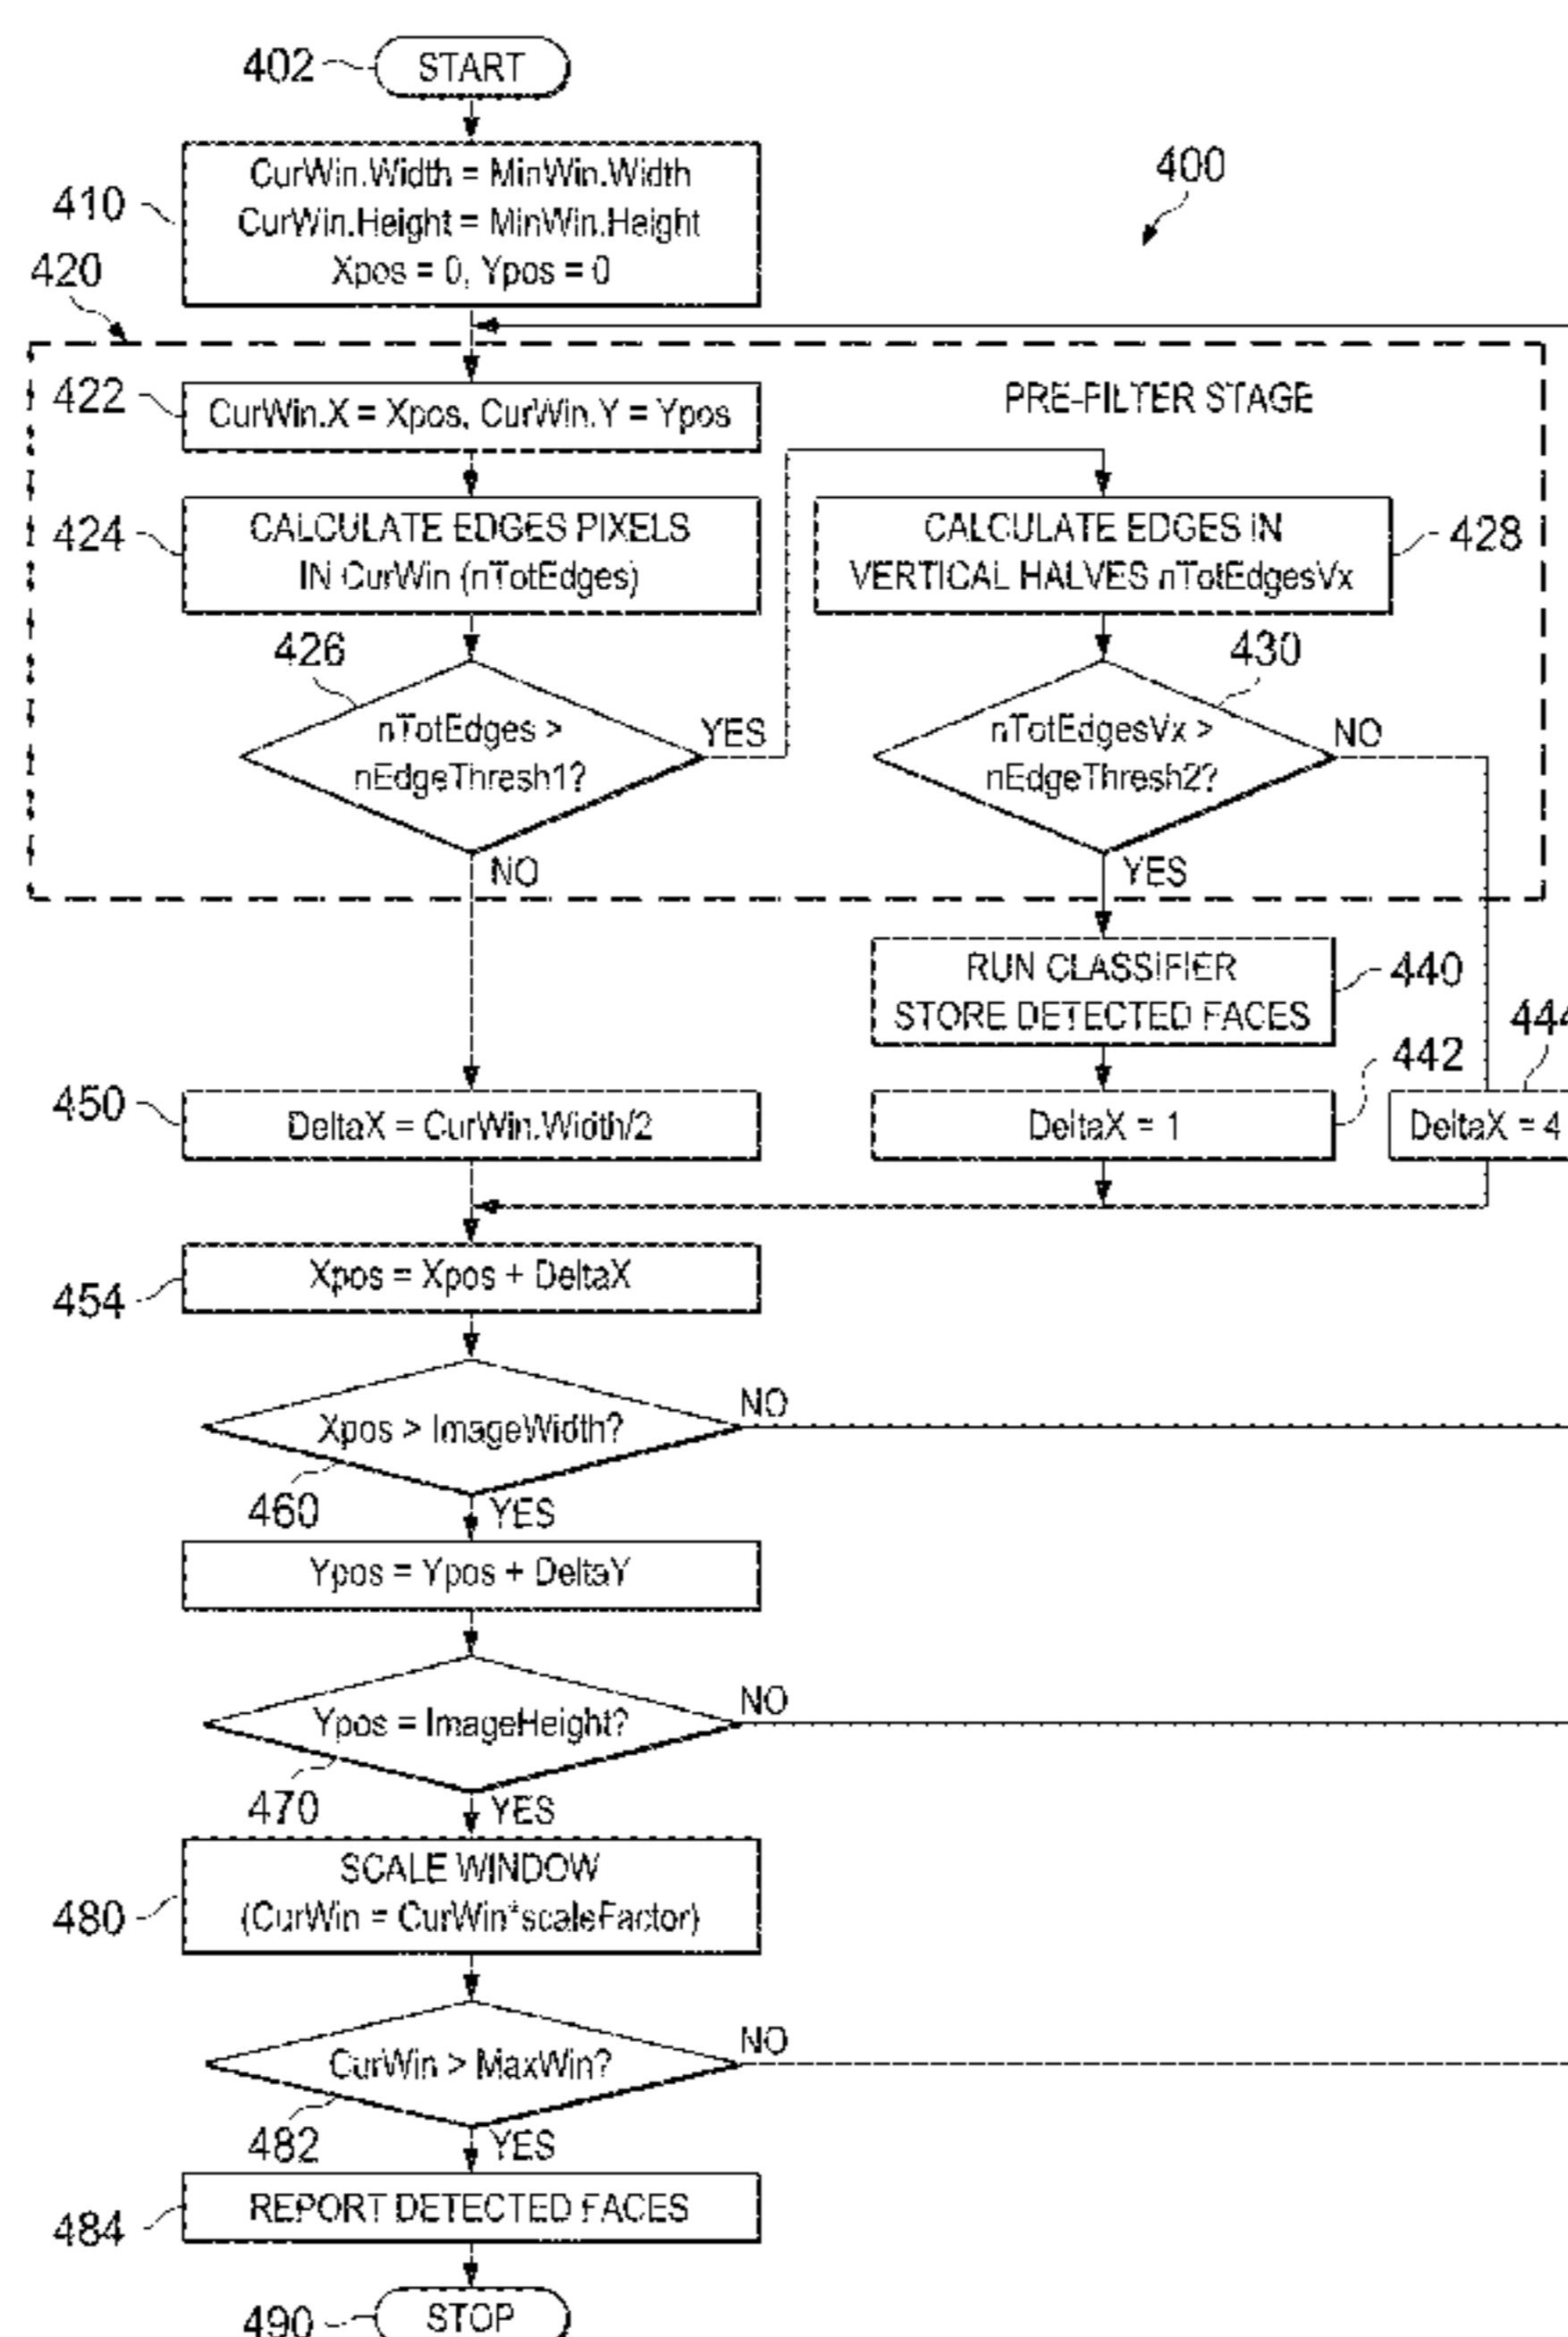 402
START
CurWin.Width = MinWin.Width
CurWin.Height = MinWin.Height
Xpos = 0, Ypos = 0
410
400
420
422
CurWin.X = Xpos, CurWin.Y = Ypos
PRE-FILTER STAGE
424
CALCULATE EDGES PIXELS
IN CurWin (nTotEdges)
CALCULATE EDGES IN
VERTICAL HALVES nTotEdgesVx
428
426
nTotEdges >
nEdgeThresh1?
YES
NO
430
nTotEdgesVx >
nEdgeThresh2?
NO
YES
RUN CLASSIFIER
STORE DETECTED FACES
440
450
DeltaX = CurWin.Width/2
DeltaX = 1
442
444
DeltaX = 4
454
Xpos = Xpos + DeltaX
Xpos > ImageWidth?
NO
460
YES
Ypos = Ypos + DeltaY
Ypos = ImageHeight?
NO
470
YES
480
SCALE WINDOW
(CurWin = CurWin*scaleFactor)
CurWin > MaxWin?
NO
482
YES
484
REPORT DETECTED FACES
490
STOP